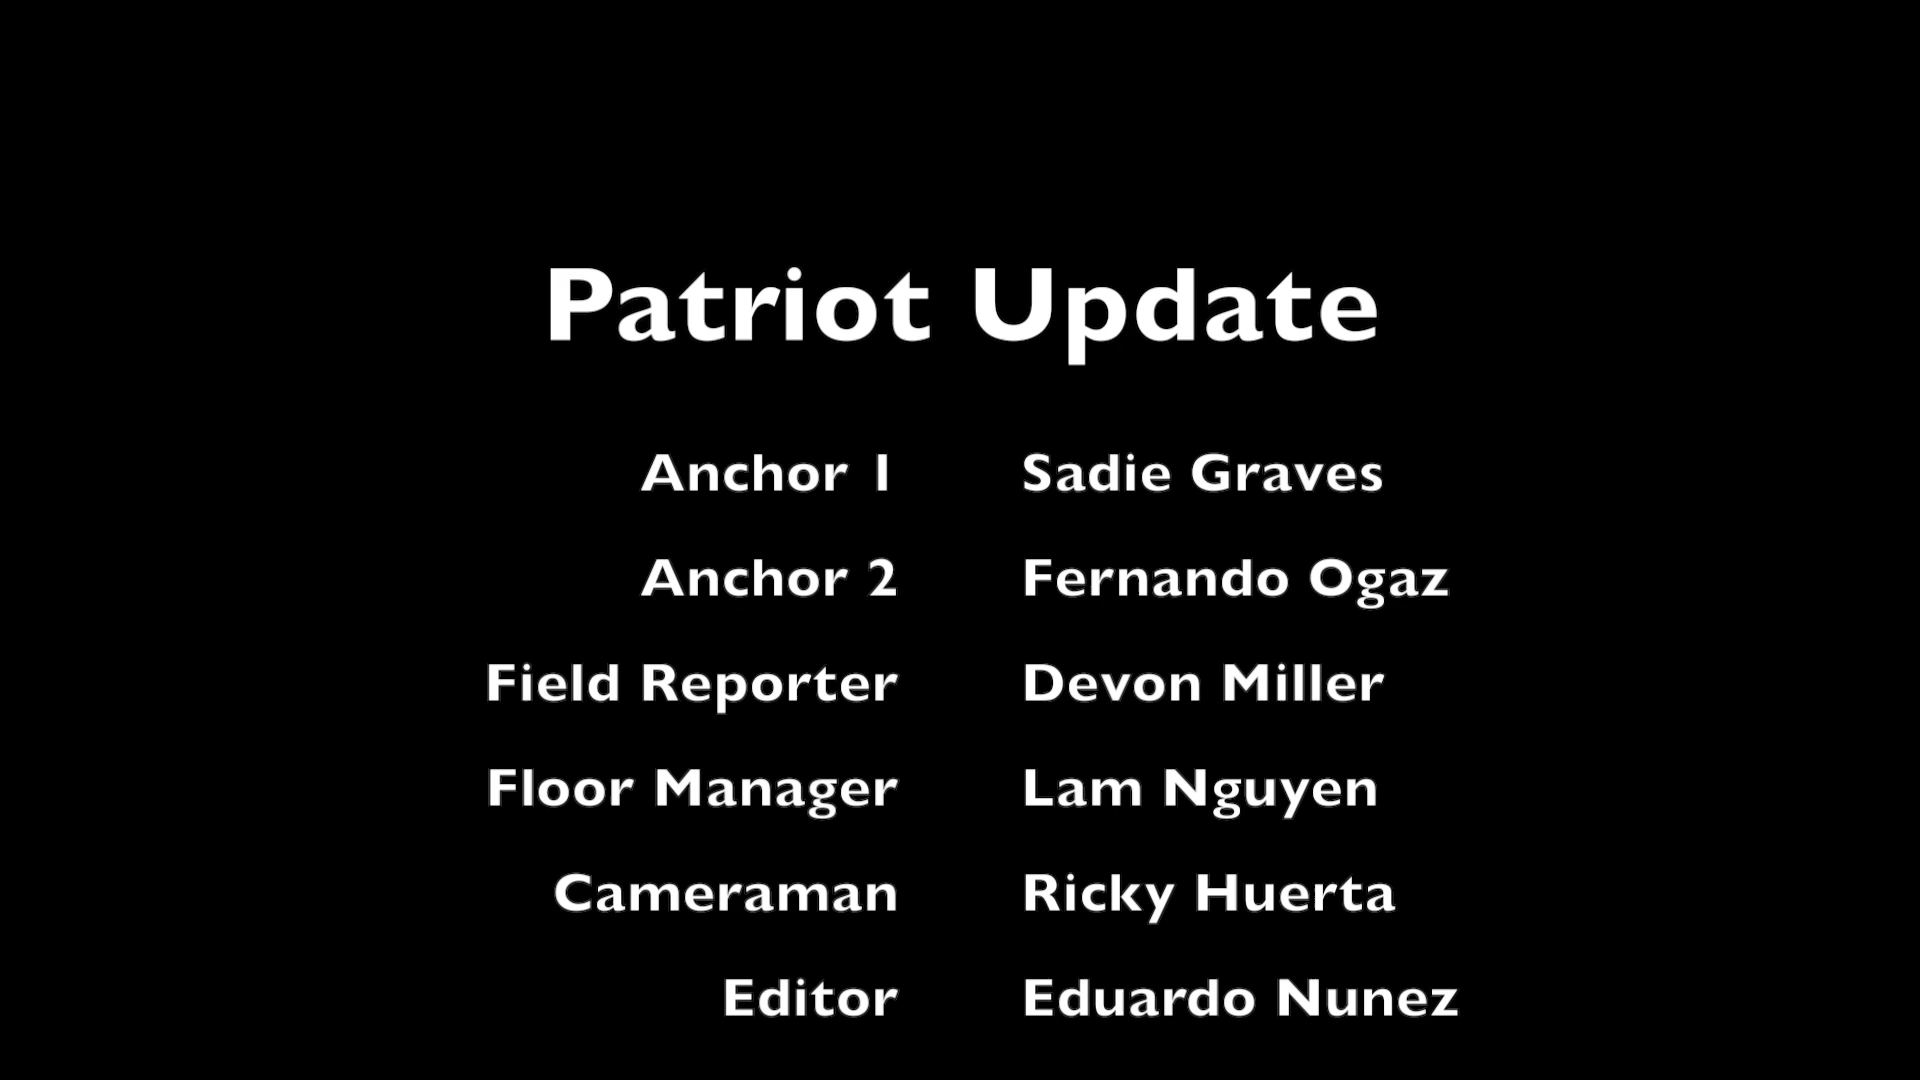 Patriot Update
Anchor 1 Sadie Graves
Anchor 2 Fernando Ogaz
Field Reporter Devon Miller
Floor Manager Lam Nguyen
Cameraman Ricky Huerta
Editor Eduardo Nunez